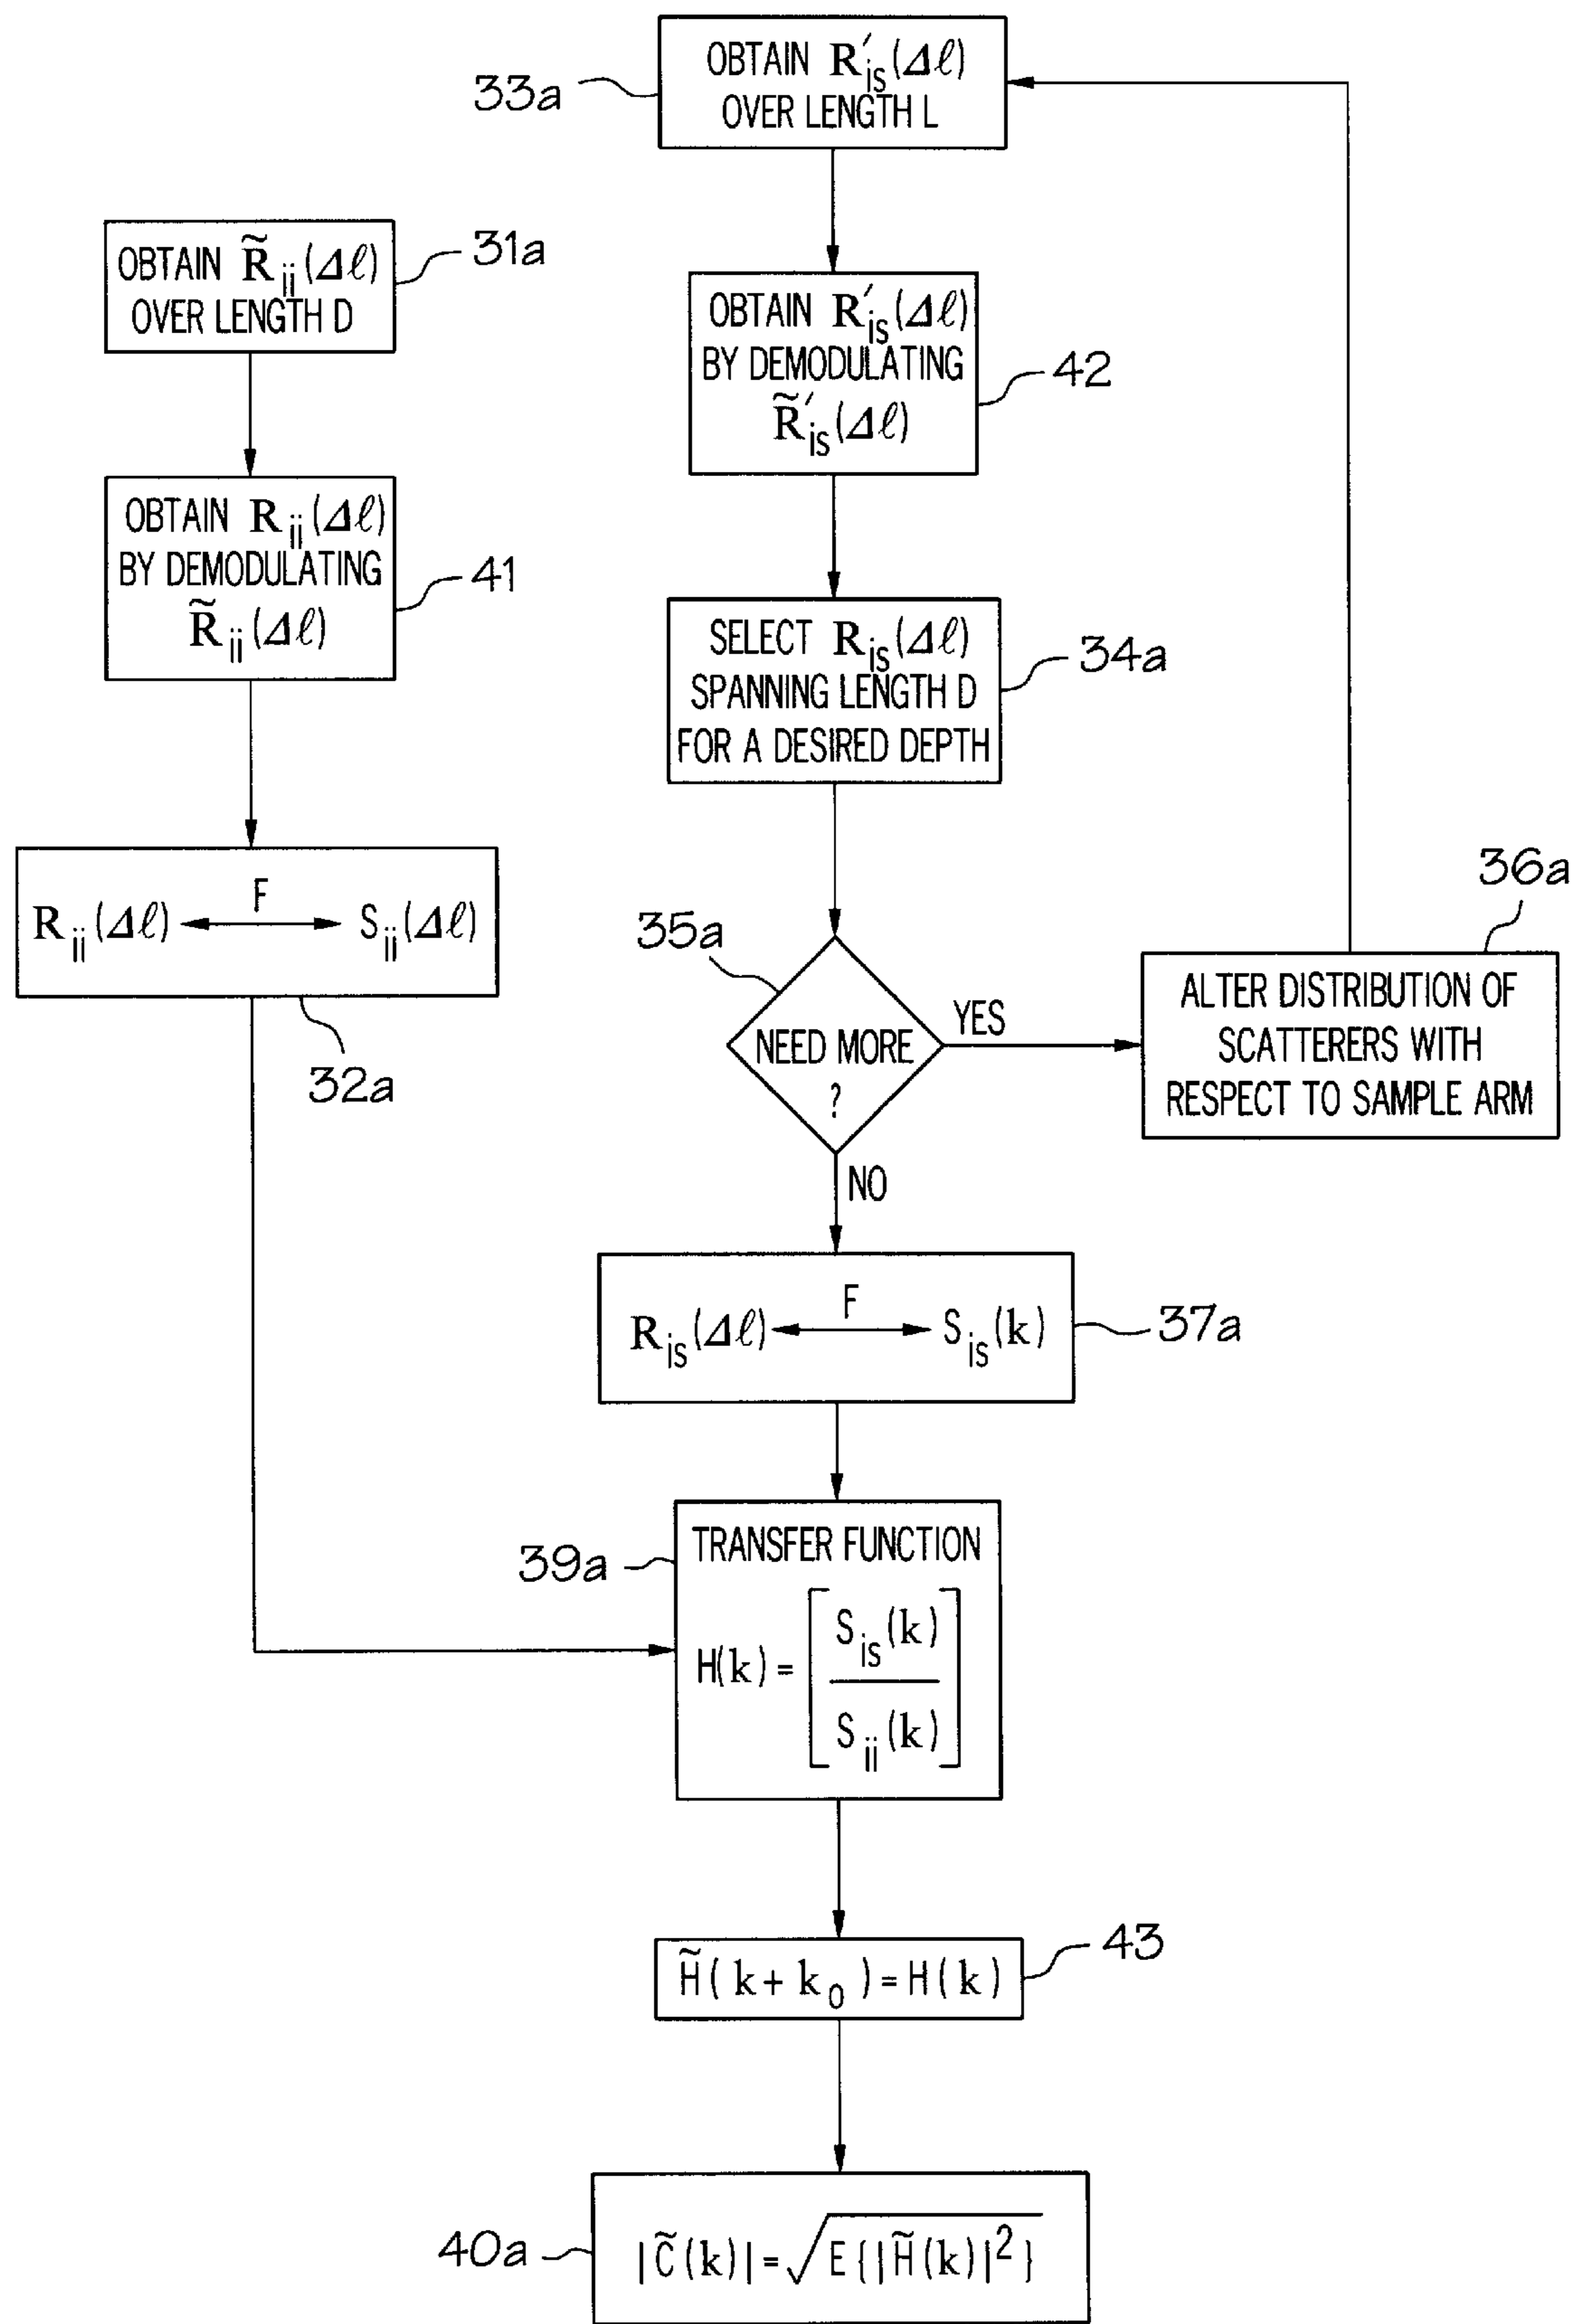 OBTAIN R′is(Δℓ)
OVER LENGTH L
33a
OBTAIN R̃ii(Δℓ)
OVER LENGTH D
31a
OBTAIN R′is(Δℓ)
BY DEMODULATING
R̃′is(Δℓ)
42
OBTAIN Rii(Δℓ)
BY DEMODULATING
R̃ii(Δℓ)
41
SELECT Ris(Δℓ)
SPANNING LENGTH D
FOR A DESIRED DEPTH
34a
F
Rii(Δℓ) ↔ Sii(Δℓ)
32a
35a
NEED MORE
?
YES
NO
36a
ALTER DISTRIBUTION OF
SCATTERERS WITH
RESPECT TO SAMPLE ARM
F
Ris(Δℓ) ↔ Sis(k)
37a
39a
TRANSFER FUNCTION
H(k) = [Sis(k) / Sii(k)]
H̃(k+k0) = H(k)
43
40a
|C̃(k)| = √E{|H̃(k)|²}